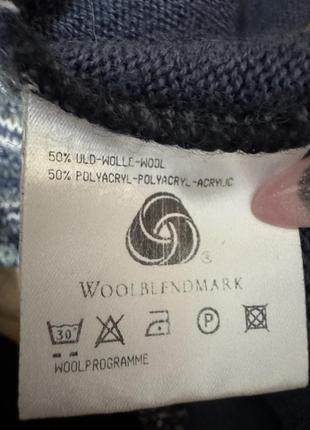 50% ULD-WOLLE-WOOL
50% POLYACRYL-POLYACRYL-ACRYLIC
®
WOOLBLENDMARK
30° P
WOOLPROGRAMME